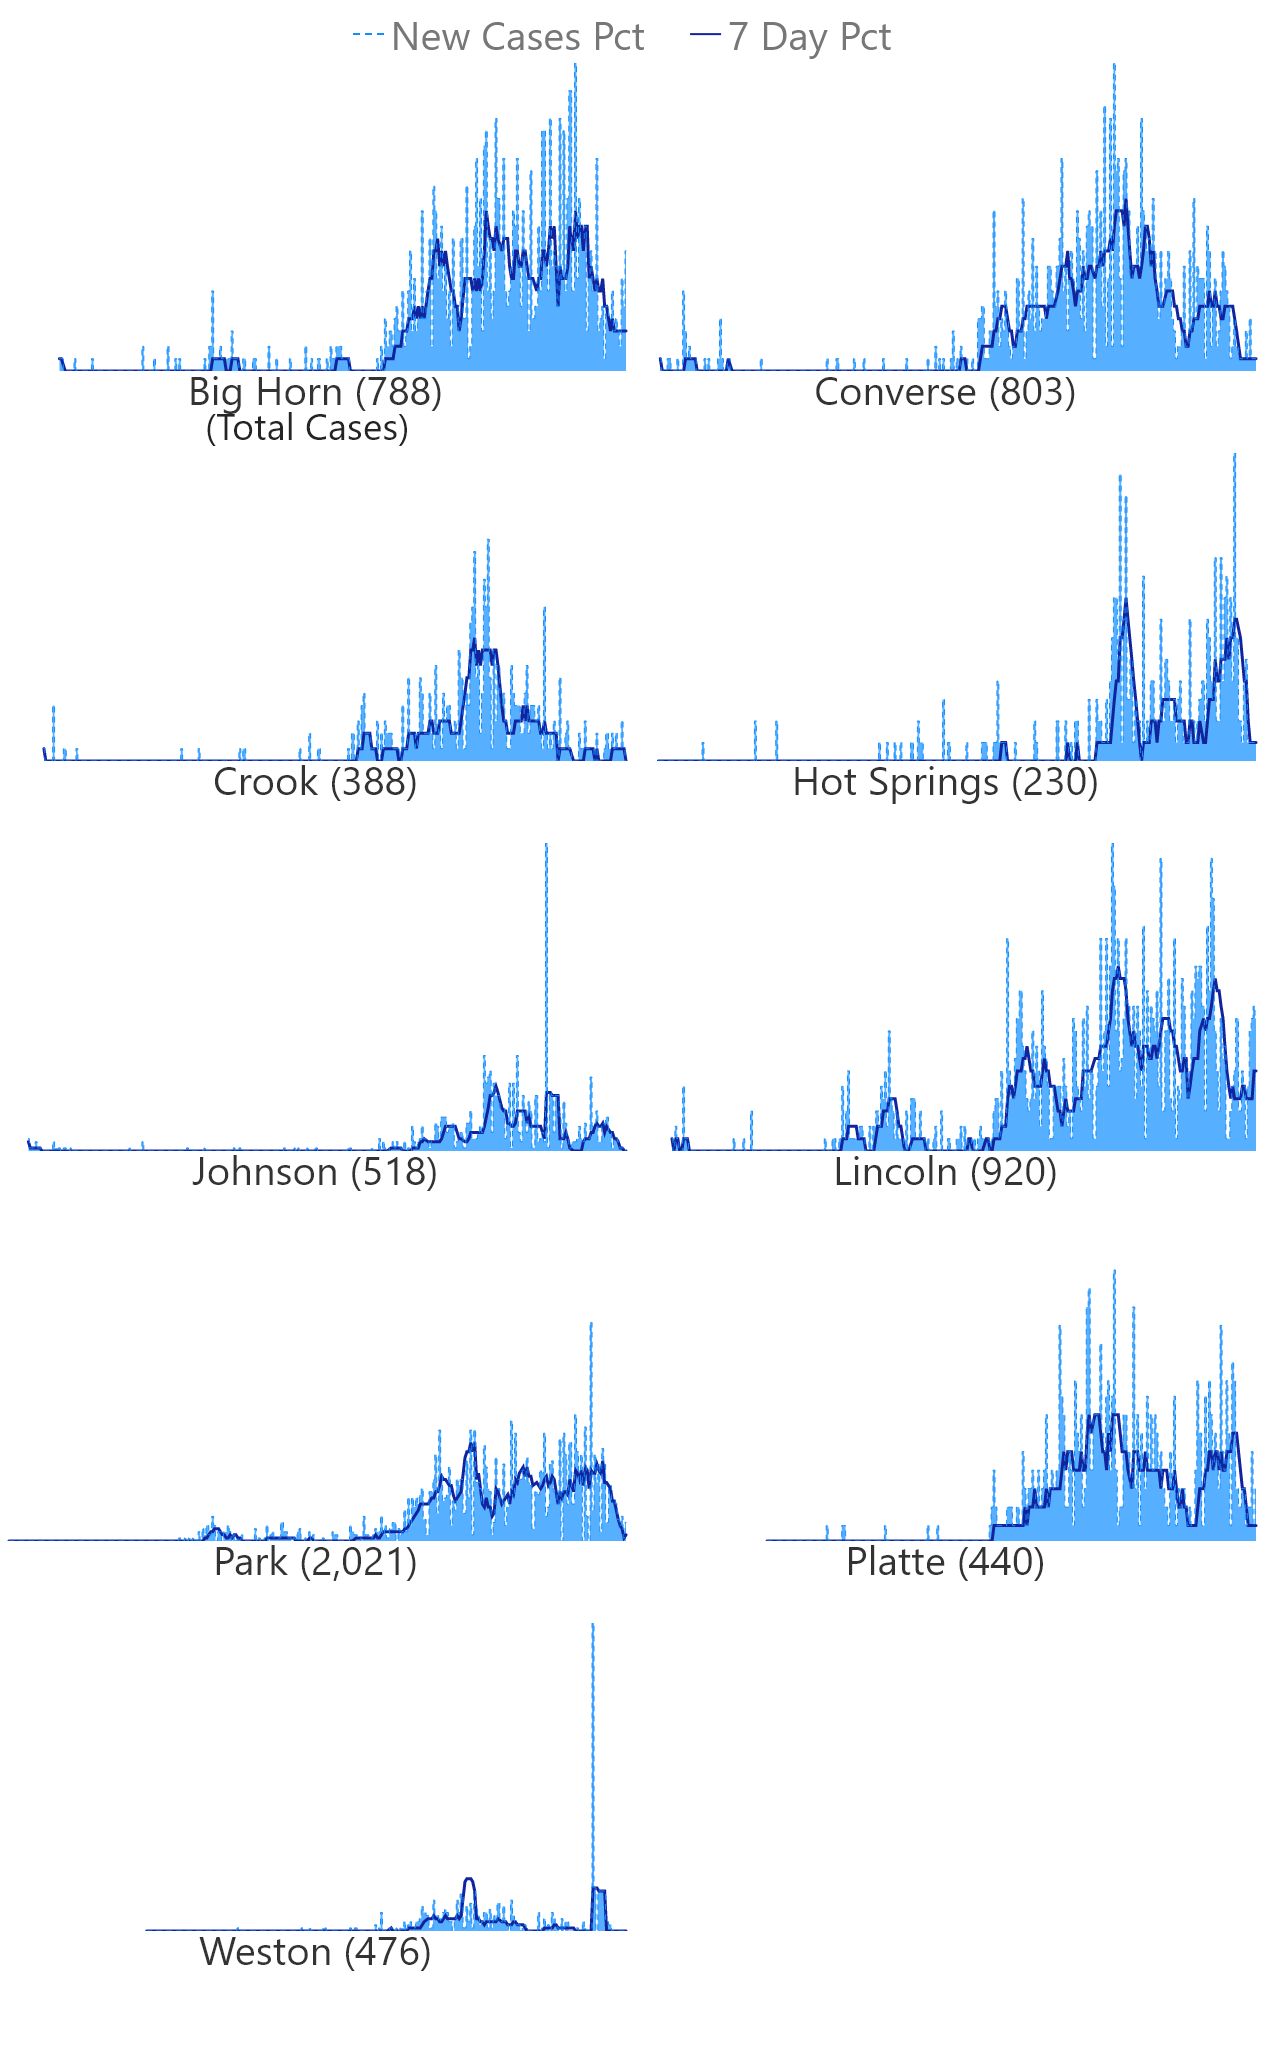 New Cases Pct 7 Day Pct
Big Horn (788) Converse (803)
(Total Cases)
Crook (388) Hot Springs (230)
Johnson (518) Lincoln (920)
Park (2,021) Platte (440)
Weston (476)